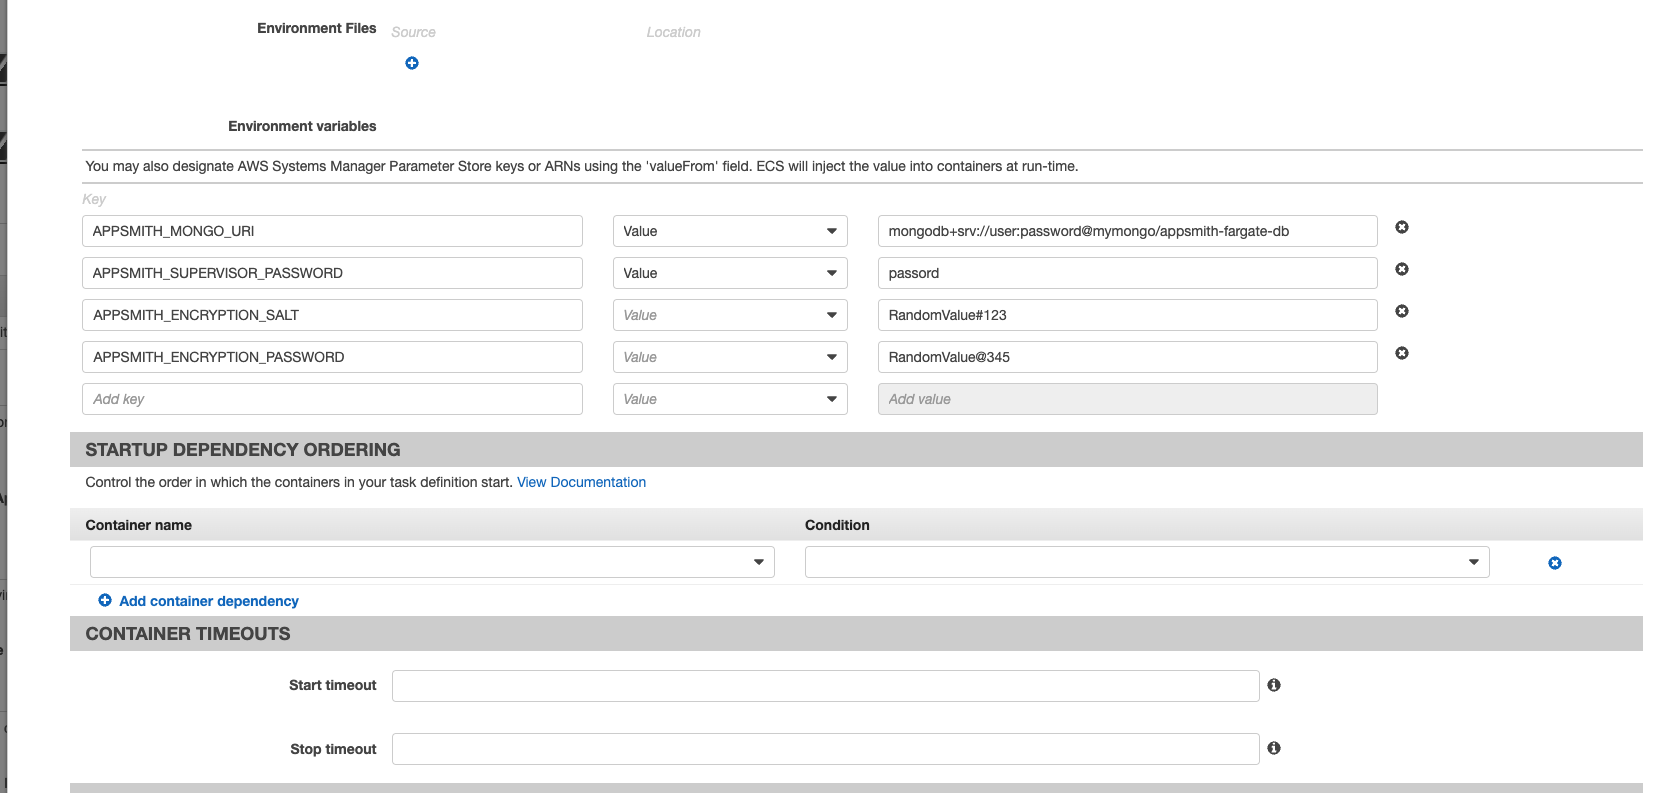 Environment Files Source Location
Environment variables
You may also designate AWS Systems Manager Parameter Store keys or ARNs using the 'valueFrom' field. ECS will inject the value into containers at run-time.
Key
APPSMITH_MONGO_URI Value mongodb+srv://user:password@mymongo/appsmith-fargate-db
APPSMITH_SUPERVISOR_PASSWORD Value passord
APPSMITH_ENCRYPTION_SALT Value RandomValue#123
APPSMITH_ENCRYPTION_PASSWORD Value RandomValue@345
Add key Value Add value
STARTUP DEPENDENCY ORDERING
Control the order in which the containers in your task definition start. View Documentation
Container name Condition
Add container dependency
CONTAINER TIMEOUTS
Start timeout
Stop timeout